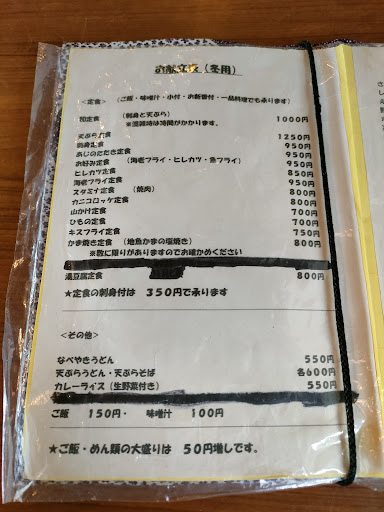 お献立表（冬用）
＜定食＞（ご飯・味噌汁・小付・お新香付・一品料理でも承ります）
和定食 （刺身と天ぷら） 1000円
※混雑時は時間がかかります。
天ぷら定食 1250円
刺身定食 950円
あじのたたき定食 950円
お好み定食 （海老フライ・ヒレカツ・魚フライ） 950円
ヒレカツ定食 850円
海老フライ定食 950円
スタミナ定食 （焼肉） 800円
カニコロッケ定食 800円
山かけ定食 700円
ひもの定食 700円
キスフライ定食 750円
かま焼き定食 （地魚かまの塩焼き） 800円
※数に限りがありますのでお確かめください
湯豆腐定食 800円
★定食の刺身付は 350円で承ります
＜その他＞
なべやきうどん 550円
天ぷらうどん・天ぷらそば 各600円
カレーライス（生野菜付き） 550円
ご飯 150円・ 味噌汁 100円
★ご飯・めん類の大盛りは 50円増しです。